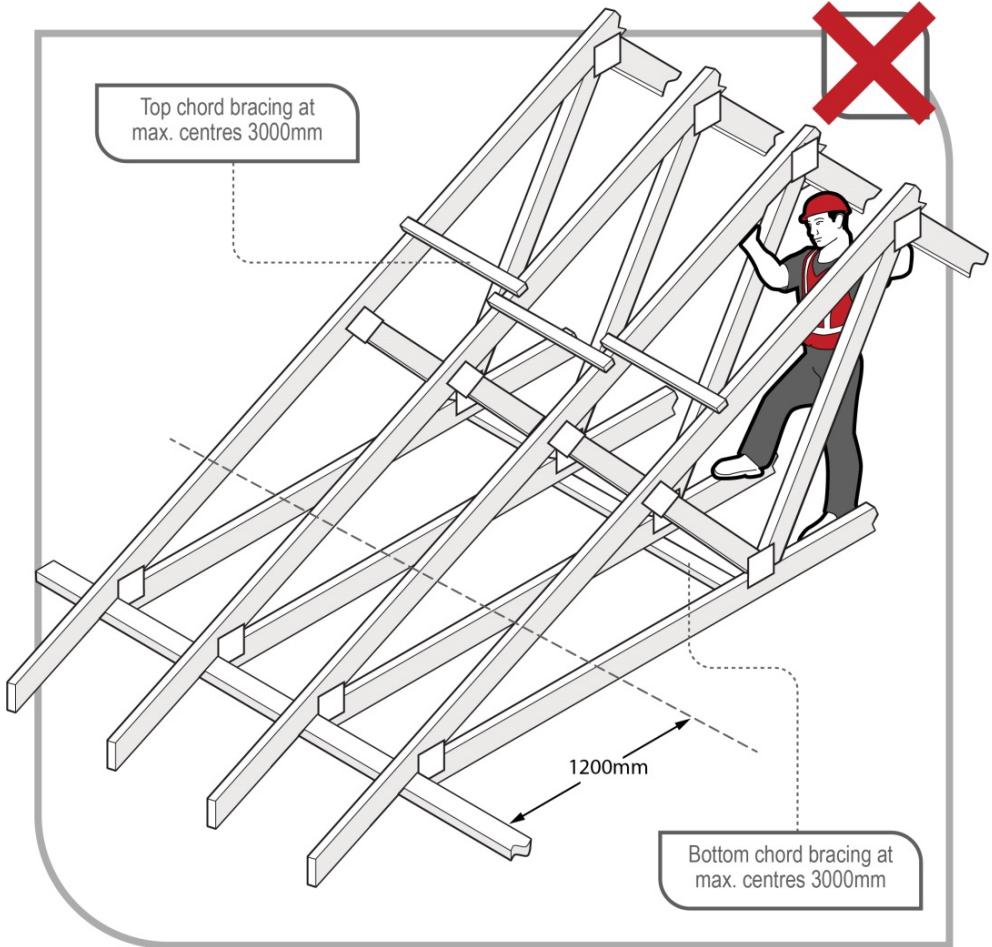 Top chord bracing at
max. centres 3000mm
1200mm
Bottom chord bracing at
max. centres 3000mm